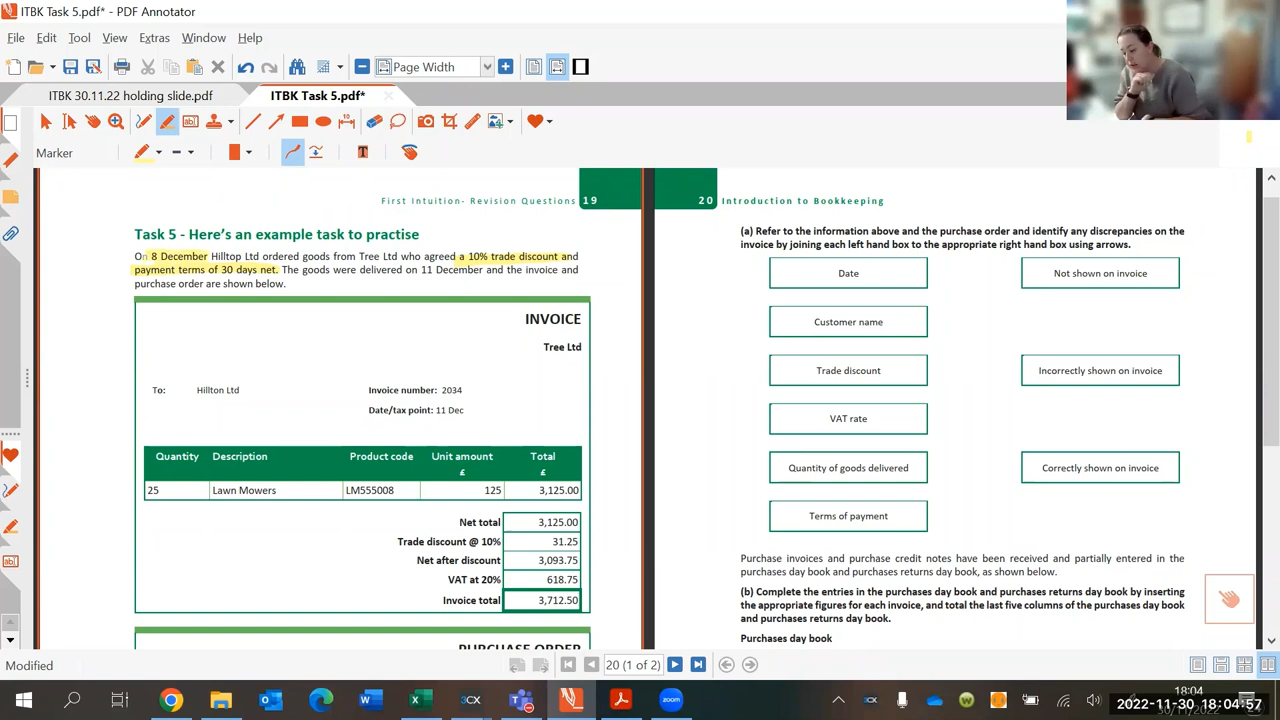 ITBK Task 5.pdf* - PDF Annotator
File Edit Tool View Extras Window Help
Page Width
ITBK 30.11.22 holding slide.pdf
ITBK Task 5.pdf*
Marker
First Intuition- Revision Questions 19
Task 5 - Here's an example task to practise
On 8 December Hilltop Ltd ordered goods from Tree Ltd who agreed a 10% trade discount and
payment terms of 30 days net. The goods were delivered on 11 December and the invoice and
purchase order are shown below.
INVOICE
Tree Ltd
To: Hillton Ltd Invoice number: 2034
Date/tax point: 11 Dec
Quantity Description Product code Unit amount Total
£ £
25 Lawn Mowers LM555008 125 3,125.00
Net total 3,125.00
Trade discount @ 10% 31.25
Net after discount 3,093.75
VAT at 20% 618.75
Invoice total 3,712.50
PURCHASE ORDER
20 Introduction to Bookkeeping
(a) Refer to the information above and the purchase order and identify any discrepancies on the
invoice by joining each left hand box to the appropriate right hand box using arrows.
Date Not shown on invoice
Customer name
Trade discount Incorrectly shown on invoice
VAT rate
Quantity of goods delivered Correctly shown on invoice
Terms of payment
Purchase invoices and purchase credit notes have been received and partially entered in the
purchases day book and purchases returns day book, as shown below.
(b) Complete the entries in the purchases day book and purchases returns day book by inserting
the appropriate figures for each invoice, and total the last five columns of the purchases day book
and purchases returns day book.
Purchases day book
Modified
20 (1 of 2)
3CX
zoom
3CX
18:04
2022-11-30 18:04:57